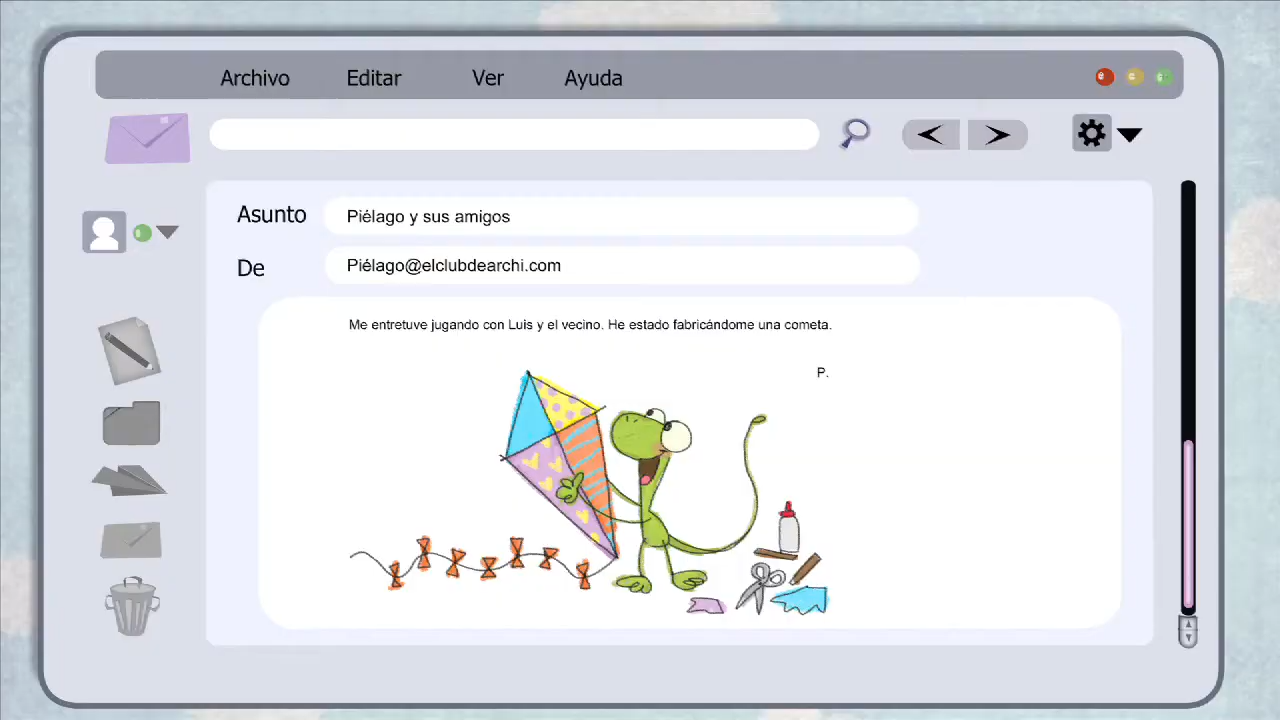 Archivo Editar Ver Ayuda
Asunto Piélago y sus amigos
De Piélago@elclubdearchi.com
Me entretuve jugando con Luis y el vecino. He estado fabricándome una cometa.
P.